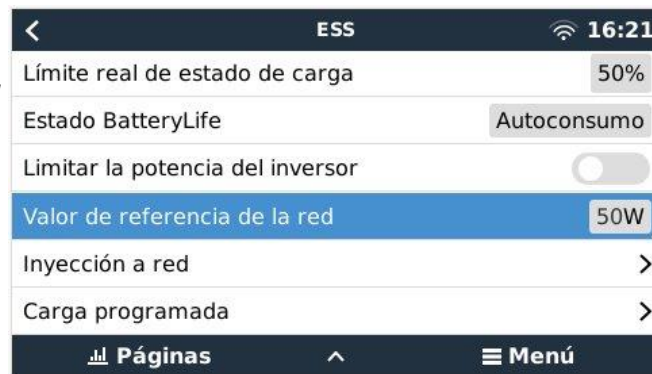 ESS 16:21
Límite real de estado de carga 50%
Estado BatteryLife Autoconsumo
Limitar la potencia del inversor
Valor de referencia de la red 50W
Inyección a red
Carga programada
Páginas Menú